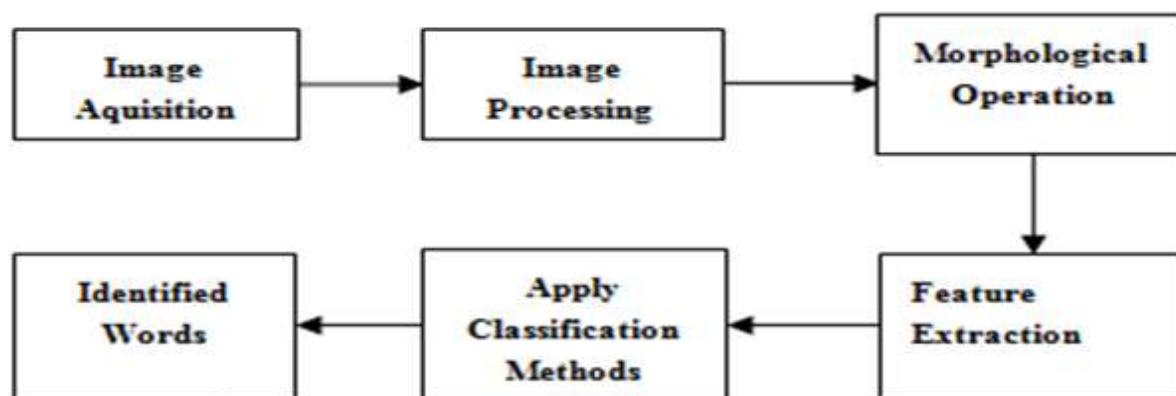 Image
Aquisition
Image
Processing
Morphological
Operation
Feature
Extraction
Apply
Classification
Methods
Identified
Words